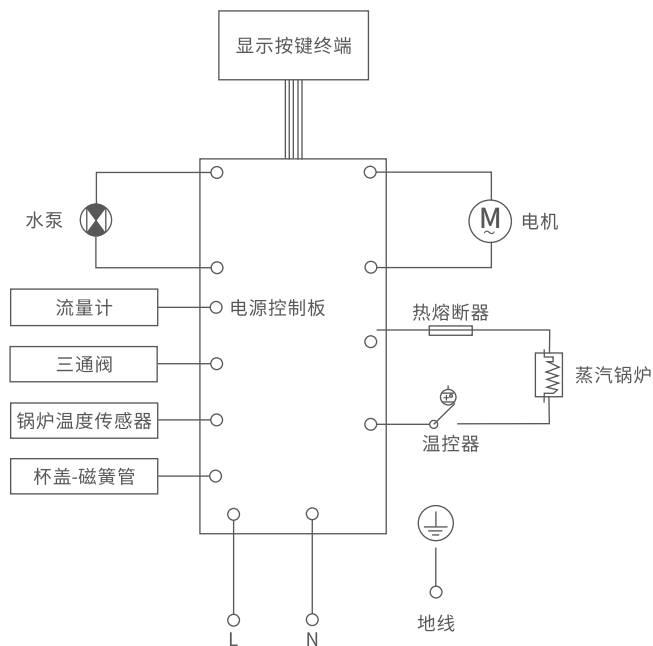 显示按键终端
水泵
M
~
电机
流量计
电源控制板
热熔断器
三通阀
蒸汽锅炉
锅炉温度传感器
温控器
杯盖-磁簧管
L
N
地线